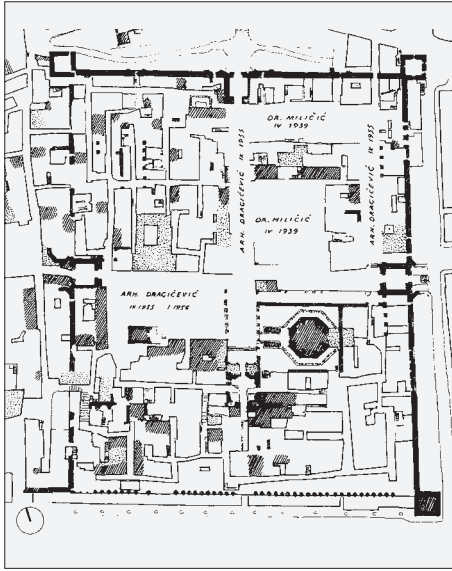 DR. MILIČIĆ
IV 1939
ARH. DRAGIČEVIĆ IX 1955
ARH. DRAGIČEVIĆ IX 1955
DR. MILIČIĆ
IV 1939
ARH. DRAGIČEVIĆ
IX 1955 I 1956